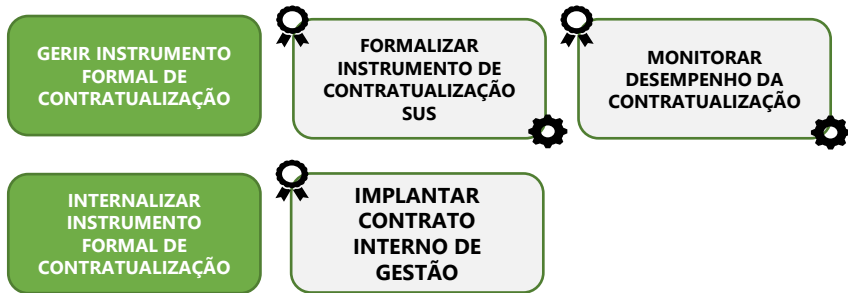 GERIR INSTRUMENTO
FORMAL DE
CONTRATUALIZAÇÃO
FORMALIZAR
INSTRUMENTO DE
CONTRATUALIZAÇÃO
SUS
MONITORAR
DESEMPENHO DA
CONTRATUALIZAÇÃO
INTERNALIZAR
INSTRUMENTO
FORMAL DE
CONTRATUALIZAÇÃO
IMPLANTAR
CONTRATO
INTERNO DE
GESTÃO